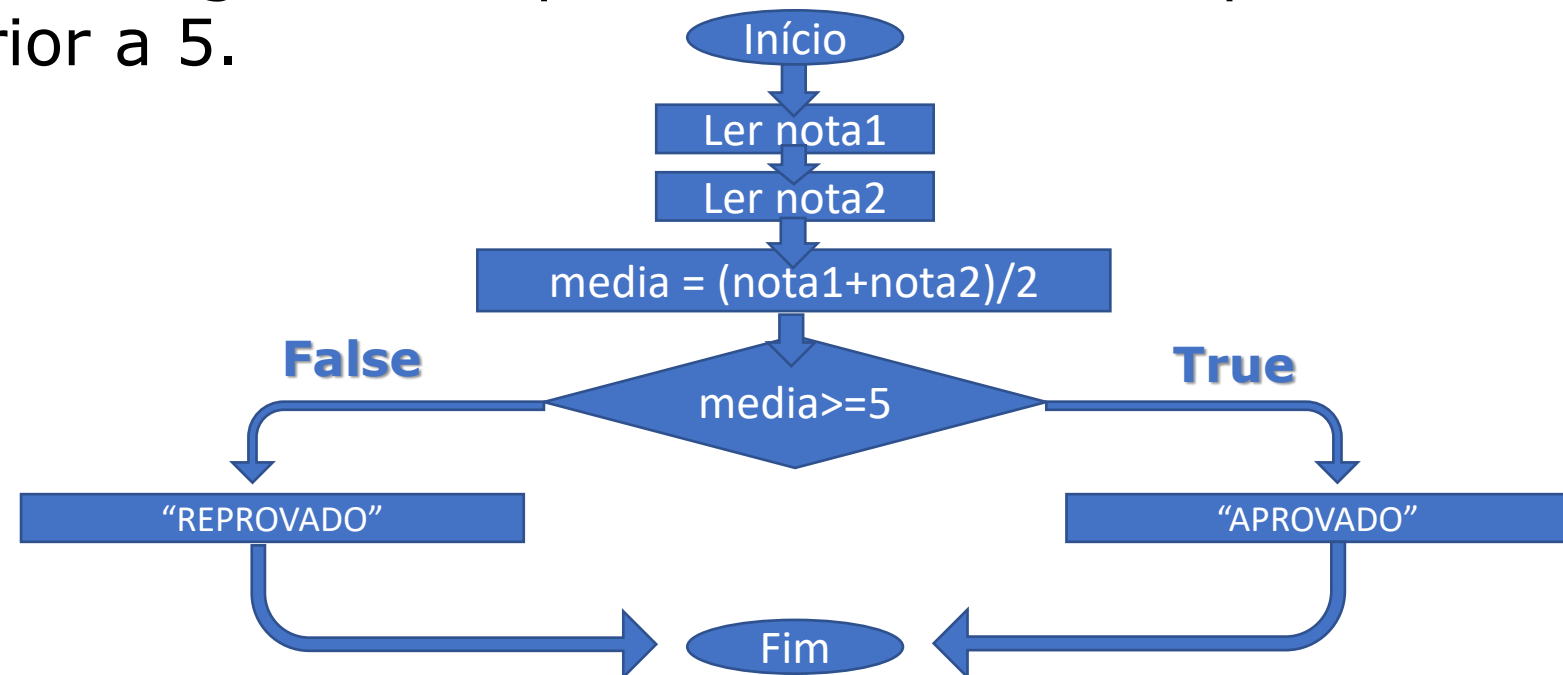 rior a 5.
Início
Ler nota1
Ler nota2
media = (nota1+nota2)/2
False
True
media>=5
“REPROVADO”
“APROVADO”
Fim